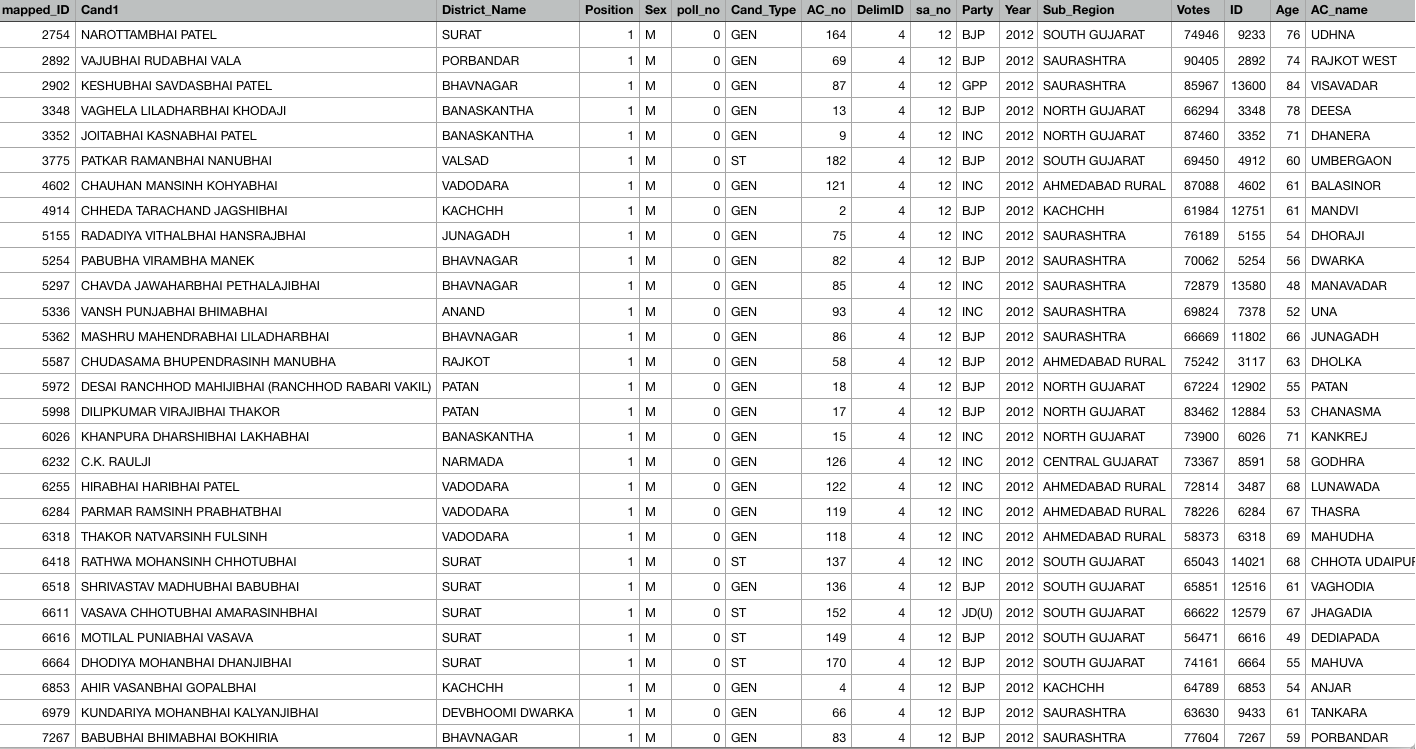 mapped_ID Cand1 District_Name Position Sex poll_no Cand_Type AC_no DelimID sa_no Party Year Sub_Region Votes ID Age AC_name
2754 NAROTTAMBHAI PATEL SURAT 1 M 0 GEN 164 4 12 BJP 2012 SOUTH GUJARAT 74946 9233 76 UDHNA
2892 VAJUBHAI RUDABHAI VALA PORBANDAR 1 M 0 GEN 69 4 12 BJP 2012 SAURASHTRA 90405 2892 74 RAJKOT WEST
2902 KESHUBHAI SAVDASBHAI PATEL BHAVNAGAR 1 M 0 GEN 87 4 12 GPP 2012 SAURASHTRA 85967 13600 84 VISAVADAR
3348 VAGHELA LILADHARBHAI KHODAJI BANASKANTHA 1 M 0 GEN 13 4 12 BJP 2012 NORTH GUJARAT 66294 3348 78 DEESA
3352 JOITABHAI KASNABHAI PATEL BANASKANTHA 1 M 0 GEN 9 4 12 INC 2012 NORTH GUJARAT 87460 3352 71 DHANERA
3775 PATKAR RAMANBHAI NANUBHAI VALSAD 1 M 0 ST 182 4 12 BJP 2012 SOUTH GUJARAT 69450 4912 60 UMBERGAON
4602 CHAUHAN MANSINH KOHYABHAI VADODARA 1 M 0 GEN 121 4 12 INC 2012 AHMEDABAD RURAL 87088 4602 61 BALASINOR
4914 CHHEDA TARACHAND JAGSHIBHAI KACHCHH 1 M 0 GEN 2 4 12 BJP 2012 KACHCHH 61984 12751 61 MANDVI
5155 RADADIYA VITHALBHAI HANSRAJBHAI JUNAGADH 1 M 0 GEN 75 4 12 INC 2012 SAURASHTRA 76189 5155 54 DHORAJI
5254 PABUBHA VIRAMBHA MANEK BHAVNAGAR 1 M 0 GEN 82 4 12 BJP 2012 SAURASHTRA 70062 5254 56 DWARKA
5297 CHAVDA JAWAHARBHAI PETHALAJIBHAI BHAVNAGAR 1 M 0 GEN 85 4 12 INC 2012 SAURASHTRA 72879 13580 48 MANAVADAR
5336 VANSH PUNJABHAI BHIMABHAI ANAND 1 M 0 GEN 93 4 12 INC 2012 SAURASHTRA 69824 7378 52 UNA
5362 MASHRU MAHENDRABHAI LILADHARBHAI BHAVNAGAR 1 M 0 GEN 86 4 12 BJP 2012 SAURASHTRA 66669 11802 66 JUNAGADH
5587 CHUDASAMA BHUPENDRASINH MANUBHA RAJKOT 1 M 0 GEN 58 4 12 BJP 2012 AHMEDABAD RURAL 75242 3117 63 DHOLKA
5972 DESAI RANCHHOD MAHIJIBHAI (RANCHHOD RABARI VAKIL) PATAN 1 M 0 GEN 18 4 12 BJP 2012 NORTH GUJARAT 67224 12902 55 PATAN
5998 DILIPKUMAR VIRAJIBHAI THAKOR PATAN 1 M 0 GEN 17 4 12 BJP 2012 NORTH GUJARAT 83462 12884 53 CHANASMA
6026 KHANPURA DHARSHIBHAI LAKHABHAI BANASKANTHA 1 M 0 GEN 15 4 12 INC 2012 NORTH GUJARAT 73900 6026 71 KANKREJ
6232 C.K. RAULJI NARMADA 1 M 0 GEN 126 4 12 INC 2012 CENTRAL GUJARAT 73367 8591 58 GODHRA
6255 HIRABHAI HARIBHAI PATEL VADODARA 1 M 0 GEN 122 4 12 INC 2012 AHMEDABAD RURAL 72814 3487 68 LUNAWADA
6284 PARMAR RAMSINH PRABHATBHAI VADODARA 1 M 0 GEN 119 4 12 INC 2012 AHMEDABAD RURAL 78226 6284 67 THASRA
6318 THAKOR NATVARSINH FULSINH VADODARA 1 M 0 GEN 118 4 12 INC 2012 AHMEDABAD RURAL 58373 6318 69 MAHUDHA
6418 RATHWA MOHANSINH CHHOTUBHAI SURAT 1 M 0 ST 137 4 12 INC 2012 SOUTH GUJARAT 65043 14021 68 CHHOTA UDAIPUR
6518 SHRIVASTAV MADHUBHAI BABUBHAI SURAT 1 M 0 GEN 136 4 12 BJP 2012 SOUTH GUJARAT 65851 12516 61 VAGHODIA
6611 VASAVA CHHOTUBHAI AMARASINHBHAI SURAT 1 M 0 ST 152 4 12 JD(U) 2012 SOUTH GUJARAT 66622 12579 67 JHAGADIA
6616 MOTILAL PUNIABHAI VASAVA SURAT 1 M 0 ST 149 4 12 BJP 2012 SOUTH GUJARAT 56471 6616 49 DEDIAPADA
6664 DHODIYA MOHANBHAI DHANJIBHAI SURAT 1 M 0 ST 170 4 12 BJP 2012 SOUTH GUJARAT 74161 6664 55 MAHUVA
6853 AHIR VASANBHAI GOPALBHAI KACHCHH 1 M 0 GEN 4 4 12 BJP 2012 KACHCHH 64789 6853 54 ANJAR
6979 KUNDARIYA MOHANBHAI KALYANJIBHAI DEVBHOOMI DWARKA 1 M 0 GEN 66 4 12 BJP 2012 SAURASHTRA 63630 9433 61 TANKARA
7267 BABUBHAI BHIMABHAI BOKHIRIA BHAVNAGAR 1 M 0 GEN 83 4 12 BJP 2012 SAURASHTRA 77604 7267 59 PORBANDAR